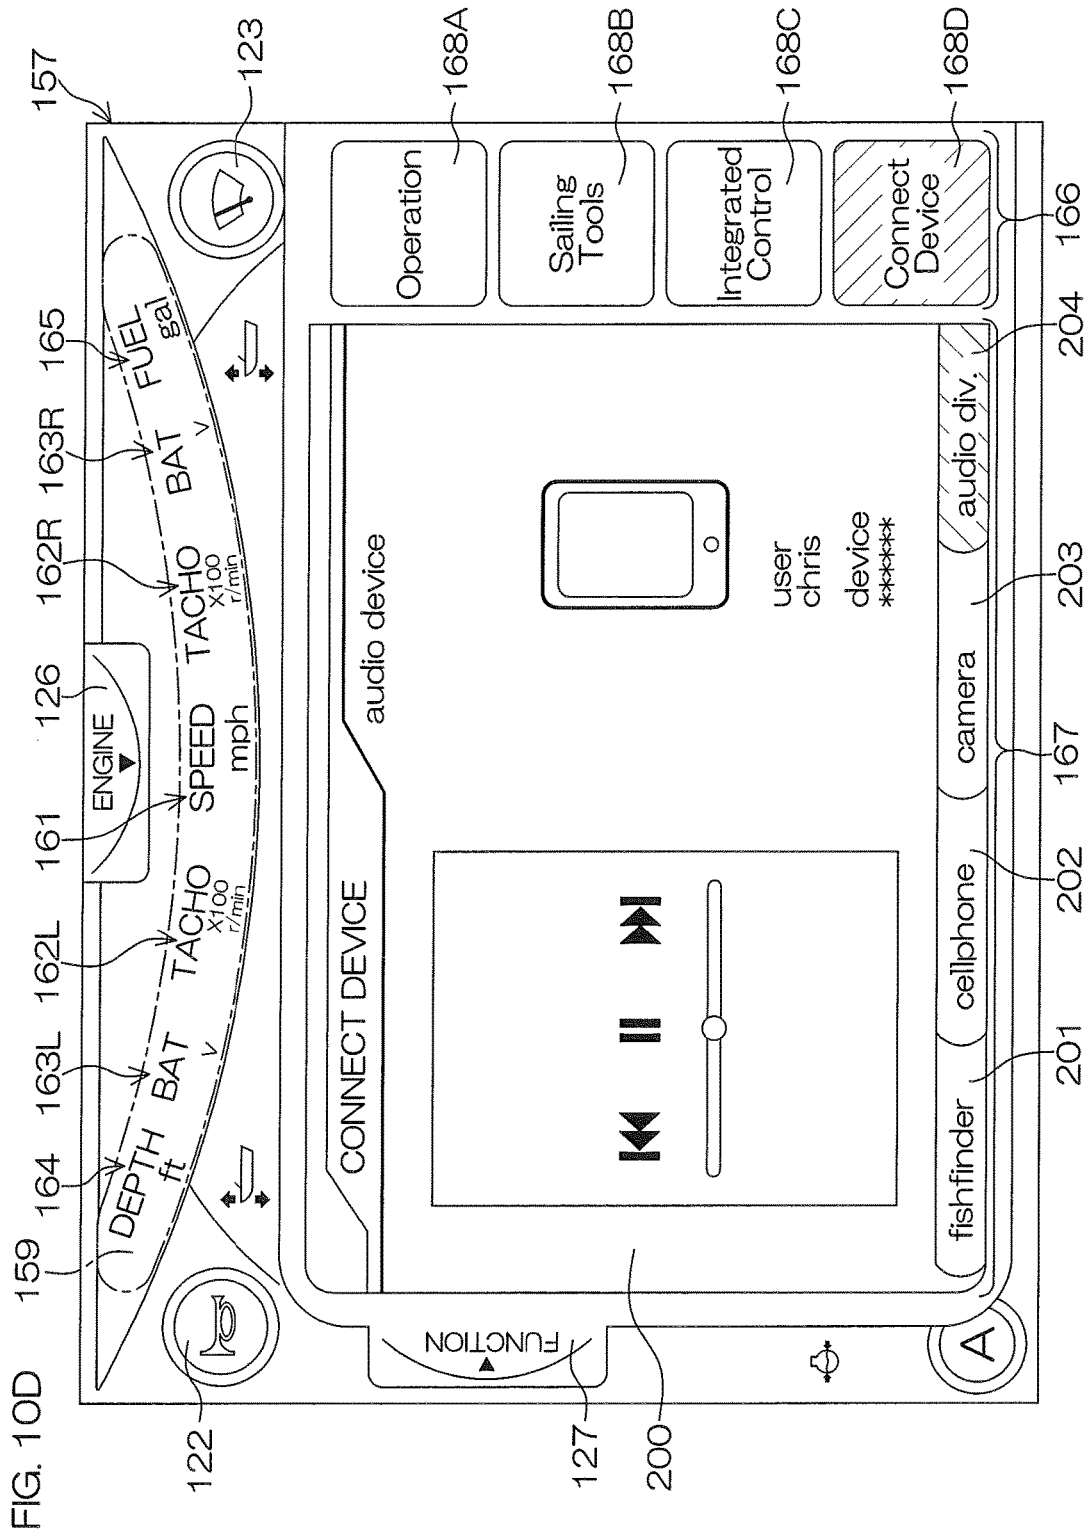 FIG. 10D
159
164
163L
162L
161
126
162R
163R
165
157
ENGINE
DEPTH
ft
BAT
V
TACHO
X100
r/min
SPEED
mph
TACHO
X100
r/min
BAT
V
FUEL
gal
122
123
FUNCTION
127
200
A
CONNECT DEVICE
audio device
user
chris
device
******
fishfinder
cellphone
camera
audio div.
Operation
Sailing
Tools
Integrated
Control
Connect
Device
168A
168B
168C
168D
201
202
167
203
204
166